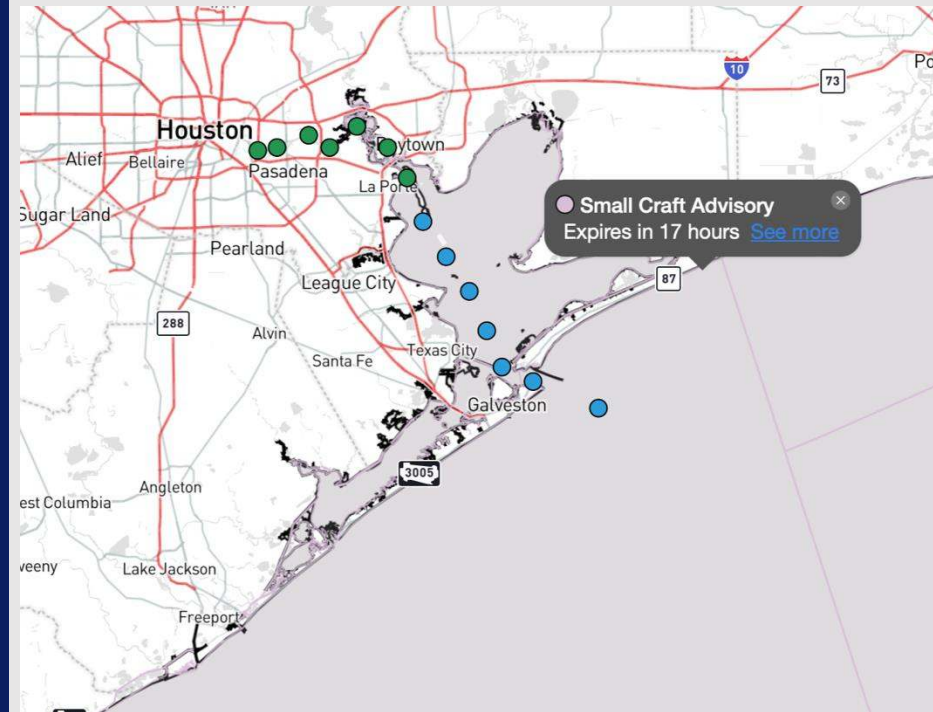 10
73
Houston
Baytown
Alief
Bellaire
Pasadena
La Porte
Small Craft Advisory
Sugar Land
Expires in 17 hours See more
Pearland
87
League City
288
Alvin
Texas City
Santa Fe
Galveston
3005
Angleton
est Columbia
weeny
Lake Jackson
Freeport